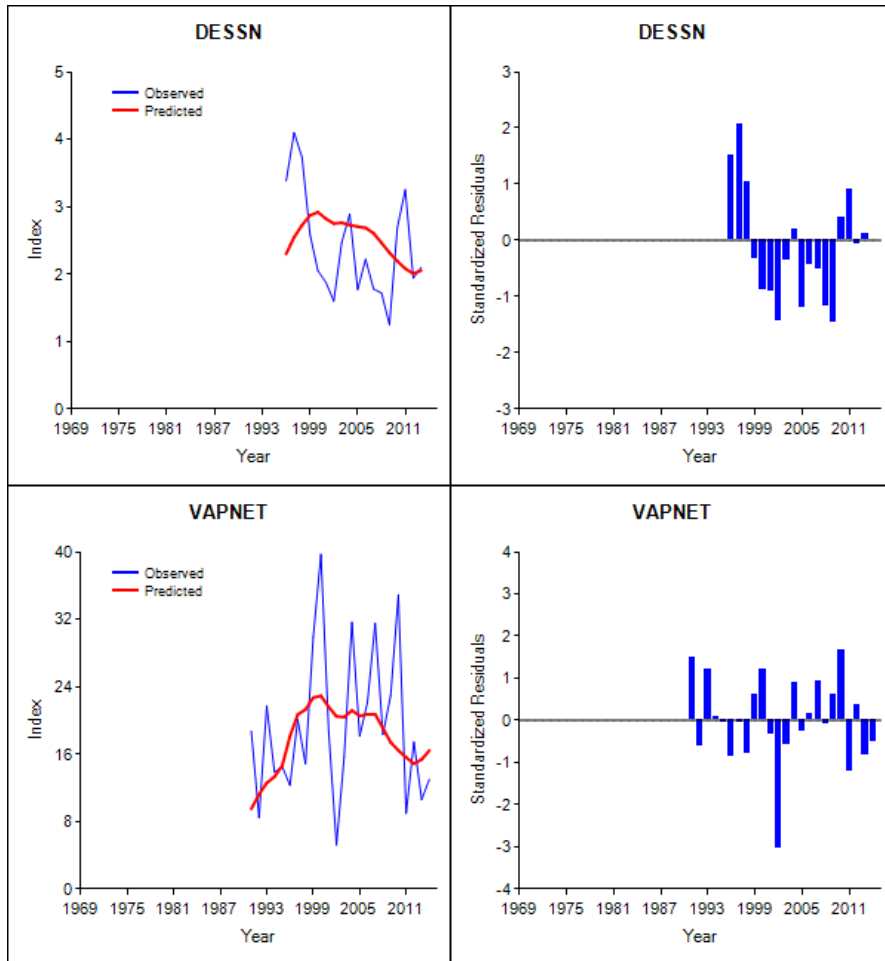 DESSN
5
4
3
2
1
0
Index
Observed
Predicted
1969 1975 1981 1987 1993 1999 2005 2011
Year
DESSN
3
2
1
0
-1
-2
-3
Standardized Residuals
1969 1975 1981 1987 1993 1999 2005 2011
Year
VAPNET
40
32
24
16
8
0
Index
Observed
Predicted
1969 1975 1981 1987 1993 1999 2005 2011
Year
VAPNET
4
3
2
1
0
-1
-2
-3
-4
Standardized Residuals
1969 1975 1981 1987 1993 1999 2005 2011
Year